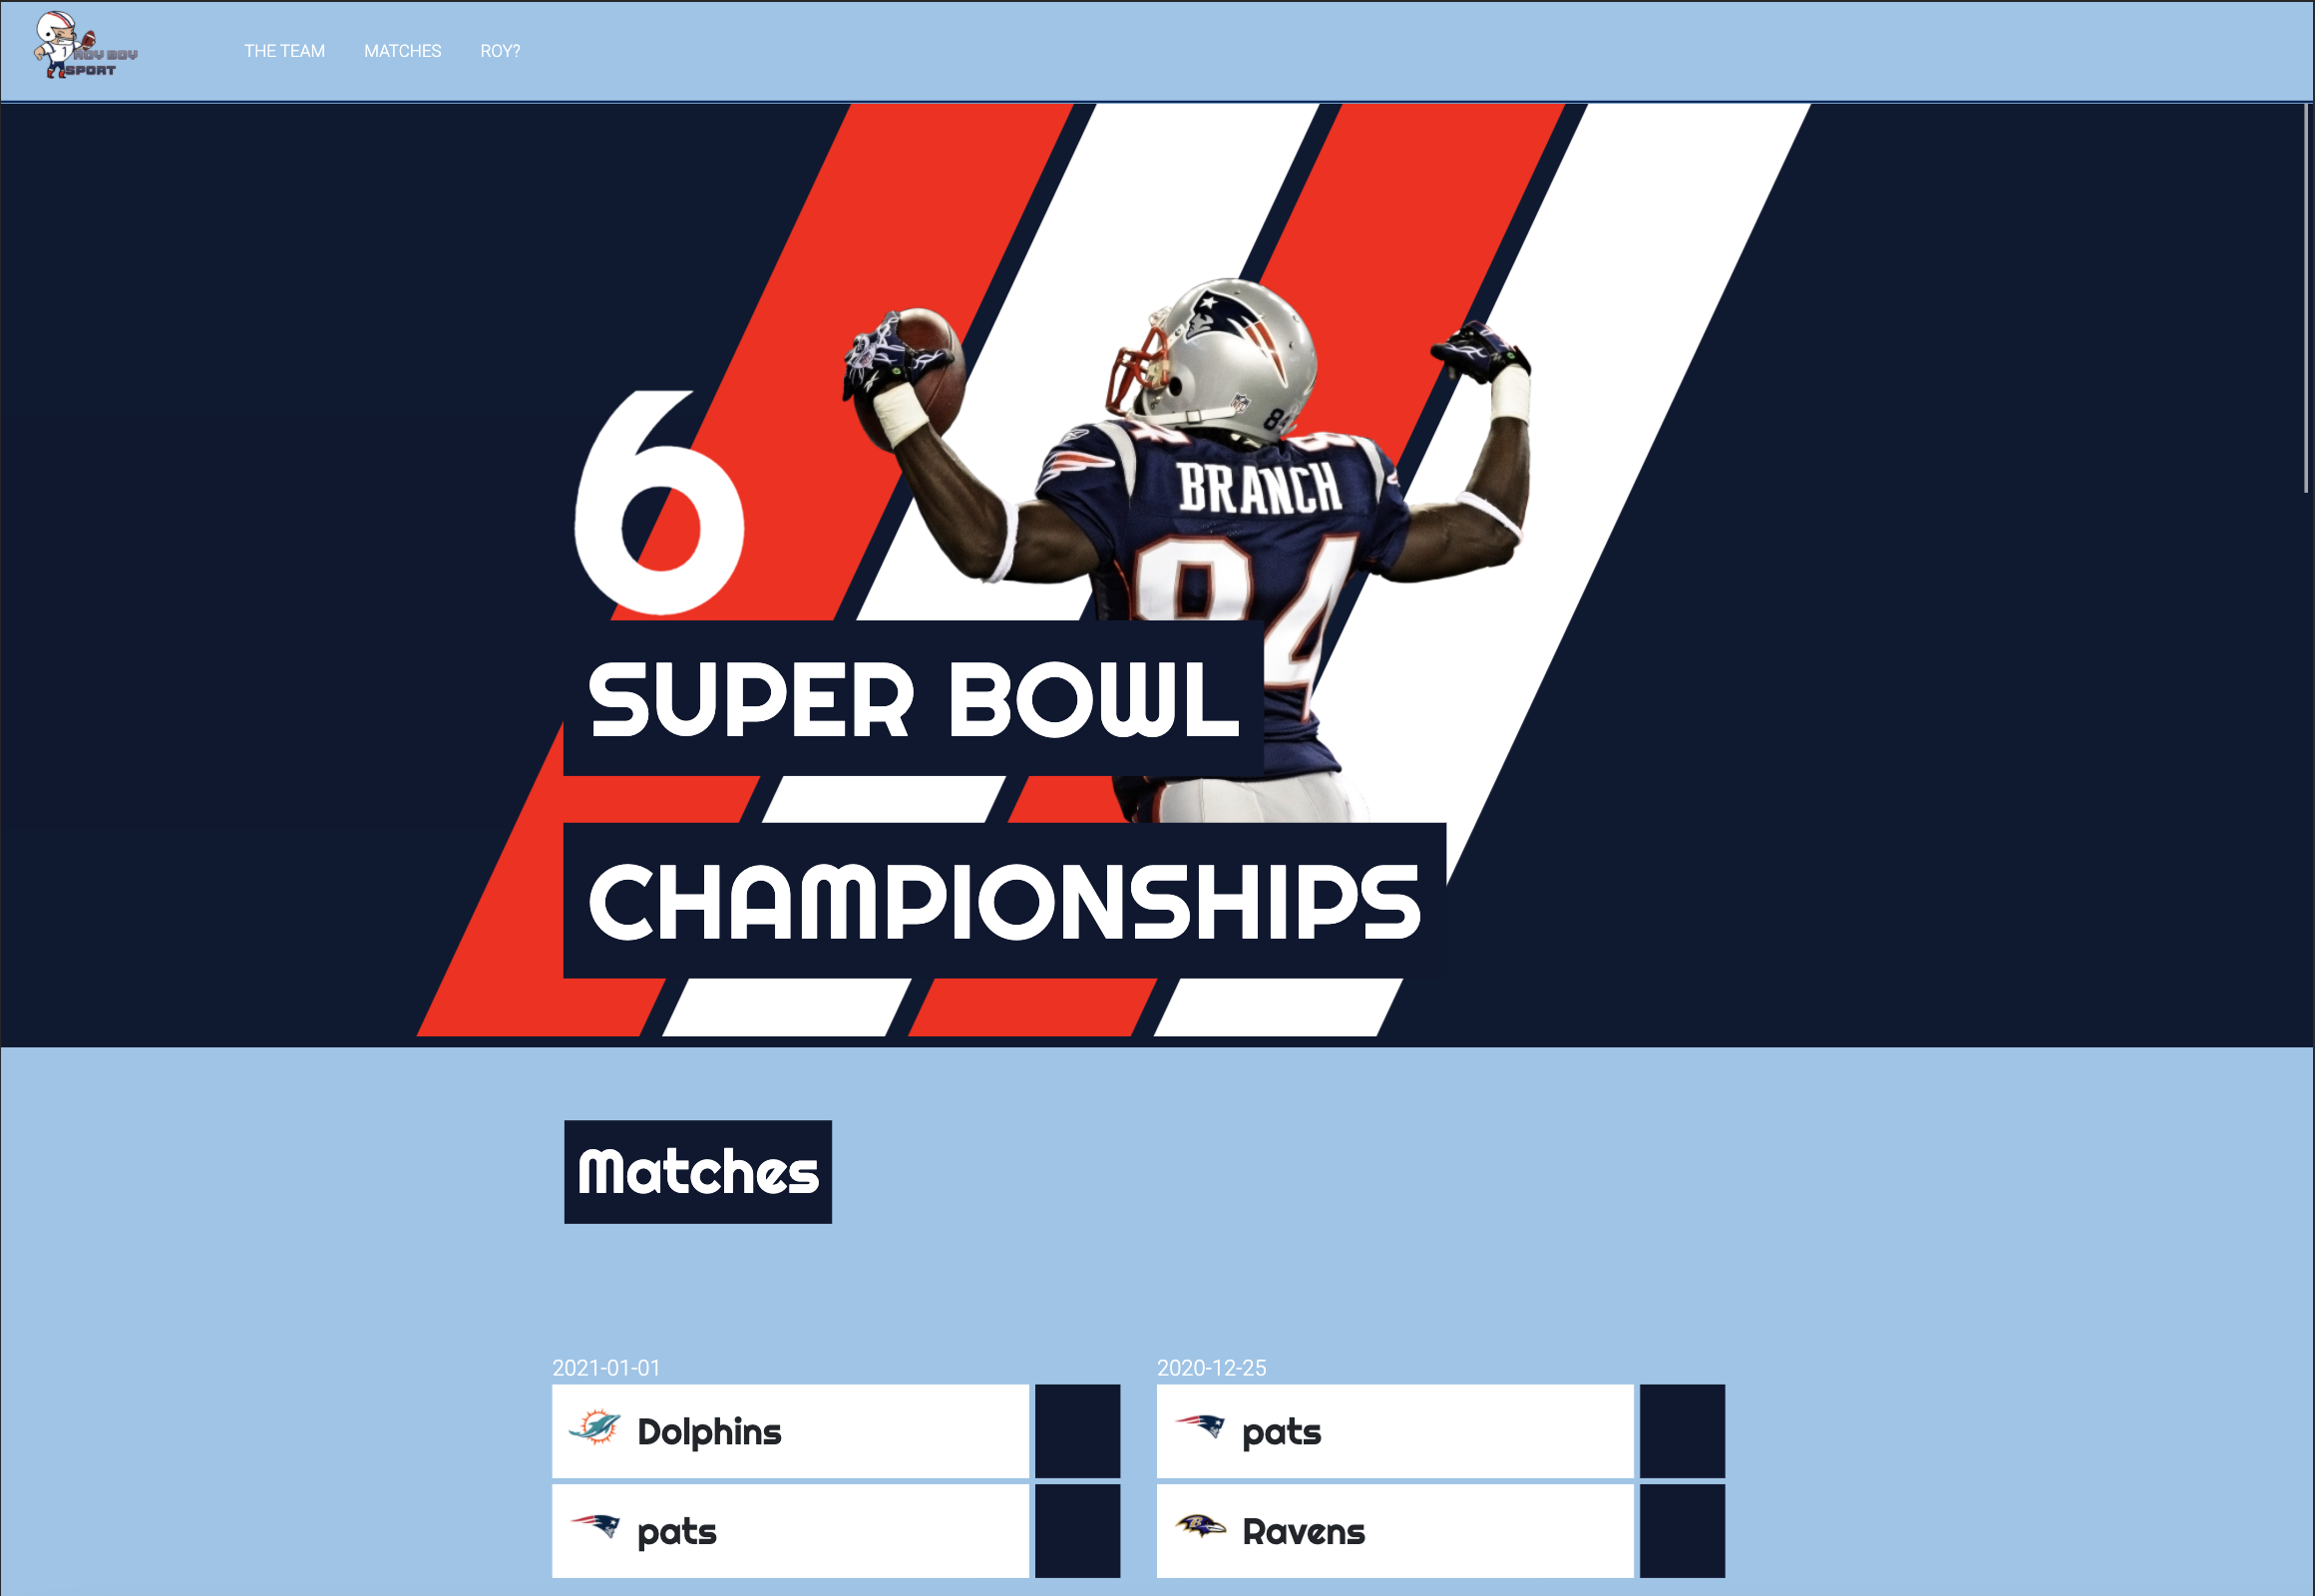 ROY BOY
SPORT
THE TEAM
MATCHES
ROY?
6
84
BRANCH
84
SUPER BOWL
CHAMPIONSHIPS
Matches
2021-01-01
Dolphins
pats
2020-12-25
pats
Ravens